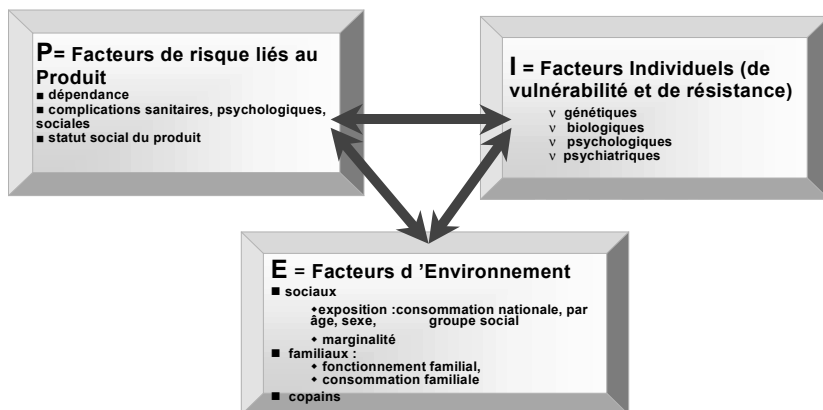 P= Facteurs de risque liés au
Produit
■ dépendance
■ complications sanitaires, psychologiques,
sociales
■ statut social du produit
I = Facteurs Individuels (de
vulnérabilité et de résistance)
ν génétiques
ν biologiques
ν psychologiques
ν psychiatriques
E = Facteurs d ’Environnement
■ sociaux
◆exposition :consommation nationale, par
âge, sexe, groupe social
◆ marginalité
■ familiaux :
◆ fonctionnement familial,
◆ consommation familiale
■ copains